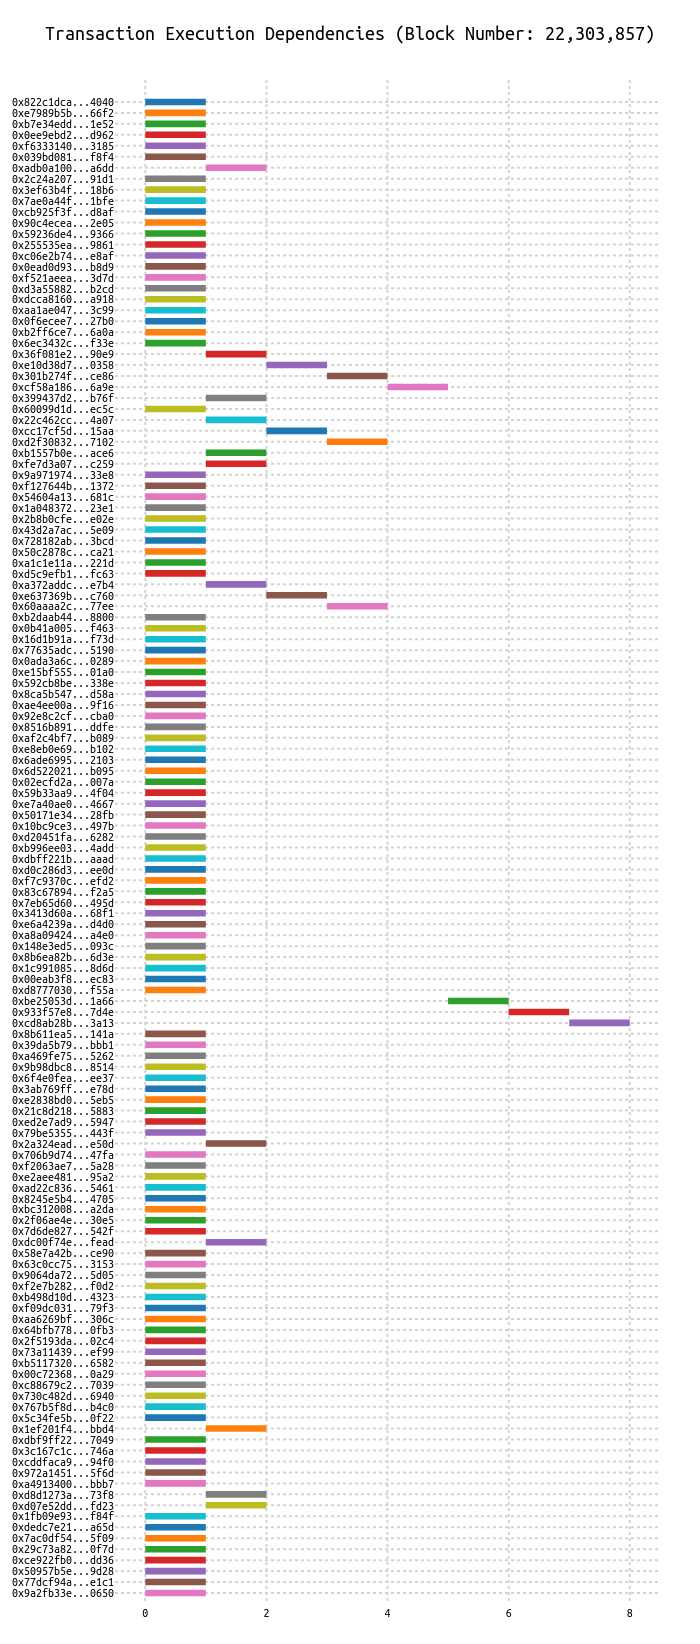 Transaction Execution Dependencies (Block Number: 22,303,857)
0x822c1dca...4040
0xe7989b5b...66f2
0xb7e34edd...1e52
0x0ee9ebd2...d962
0xf6333140...3185
0x039bd081...f8f4
0xadb0a100...a6dd
0x2c24a207...91d1
0x3ef63b4f...18b6
0x7ae0a44f...1bfe
0xcb925f3f...d8af
0x90c4ecea...2e05
0x59236de4...9366
0x255535ea...9861
0xc06e2b74...e8af
0x0ead0d93...b8d9
0xf521aeea...3d7d
0xd3a55882...b2cd
0xdcca8160...a918
0xaa1ae047...3c99
0x0f6ecee7...27b0
0xb2ff6ce7...6a0a
0x6ec3432c...f33e
0x36f081e2...90e9
0xe10d38d7...0358
0x301b274f...ce86
0xcf58a186...6a9e
0x399437d2...b76f
0x60099d1d...ec5c
0x22c462cc...4a07
0xcc17cf5d...15aa
0xd2f30832...7102
0xb1557b0e...ace6
0xfe7d3a07...c259
0x9a971974...33e8
0xf127644b...1372
0x54604a13...681c
0x1a048372...23e1
0x2b8b0cfe...e02e
0x43d2a7ac...5e09
0x728182ab...3bcd
0x50c2878c...ca21
0xa1c1e11a...221d
0xd5c9efb1...fc63
0xa372addc...e7b4
0xe637369b...c760
0x60aaaa2c...77ee
0xb2daab44...8800
0x0b41a005...f463
0x16d1b91a...f73d
0x77635adc...5190
0x0ada3a6c...0289
0xe15bf555...01a0
0x592cb8be...338e
0x8ca5b547...d58a
0xae4ee00a...9f16
0x92e8c2cf...cba0
0x8516b891...ddfe
0xaf2c4bf7...b089
0xe8eb0e69...b102
0x6ade6995...2103
0x6d522021...b095
0x02ecfd2a...007a
0x59b33aa9...4f04
0xe7a40ae0...4667
0x50171e34...28fb
0x10bc9ce3...497b
0xd20451fa...6282
0xb996ee03...4add
0xdbff221b...aaad
0xd0c286d3...ee0d
0xf7c9370c...efd2
0x83c67894...f2a5
0x7eb65d60...495d
0x3413d60a...68f1
0xe6a4239a...d4d0
0xa8a09424...a4e0
0x148e3ed5...093c
0x8b6ea82b...6d3e
0x1c991085...8d6d
0x00eab3f8...ec83
0xd8777030...f55a
0xbe25053d...1a66
0x933f57e8...7d4e
0xcd8ab28b...3a13
0x8b611ea5...141a
0x39da5b79...bbb1
0xa469fe75...5262
0x9b98dbc8...8514
0x6f4e0fea...ee37
0x3ab769ff...e78d
0xe2838bd0...5eb5
0x21c8d218...5883
0xed2e7ad9...5947
0x79be5355...443f
0x2a324ead...e50d
0x706b9d74...47fa
0xf2063ae7...5a28
0xe2aee481...95a2
0xad22c836...5461
0x8245e5b4...4705
0xbc312008...a2da
0x2f06ae4e...30e5
0x7d6de827...542f
0xdc00f74e...fead
0x58e7a42b...ce90
0x63c0cc75...3153
0x9064da72...5d05
0xf2e7b282...f0d2
0xb498d10d...4323
0xf09dc031...79f3
0xaa6269bf...306c
0x64bfb778...0fb3
0x2f5193da...02c4
0x73a11439...ef99
0xb5117320...6582
0x00c72368...0a29
0xc88679c2...7039
0x730c482d...6940
0x767b5f8d...b4c0
0x5c34fe5b...0f22
0x1ef201f4...bbd4
0xdbf9ff22...7049
0x3c167c1c...746a
0xcddfaca9...94f0
0x972a1451...5f6d
0xa4913400...bbb7
0xd8d1273a...73f8
0xd07e52dd...fd23
0x1fb09e93...f84f
0xdedc7e21...a65d
0x7ac0df54...5f09
0x29c73a82...0f7d
0xce922fb0...dd36
0x50957b5e...9d28
0x77dcf94a...e1c1
0x9a2fb33e...0650
0 2 4 6 8